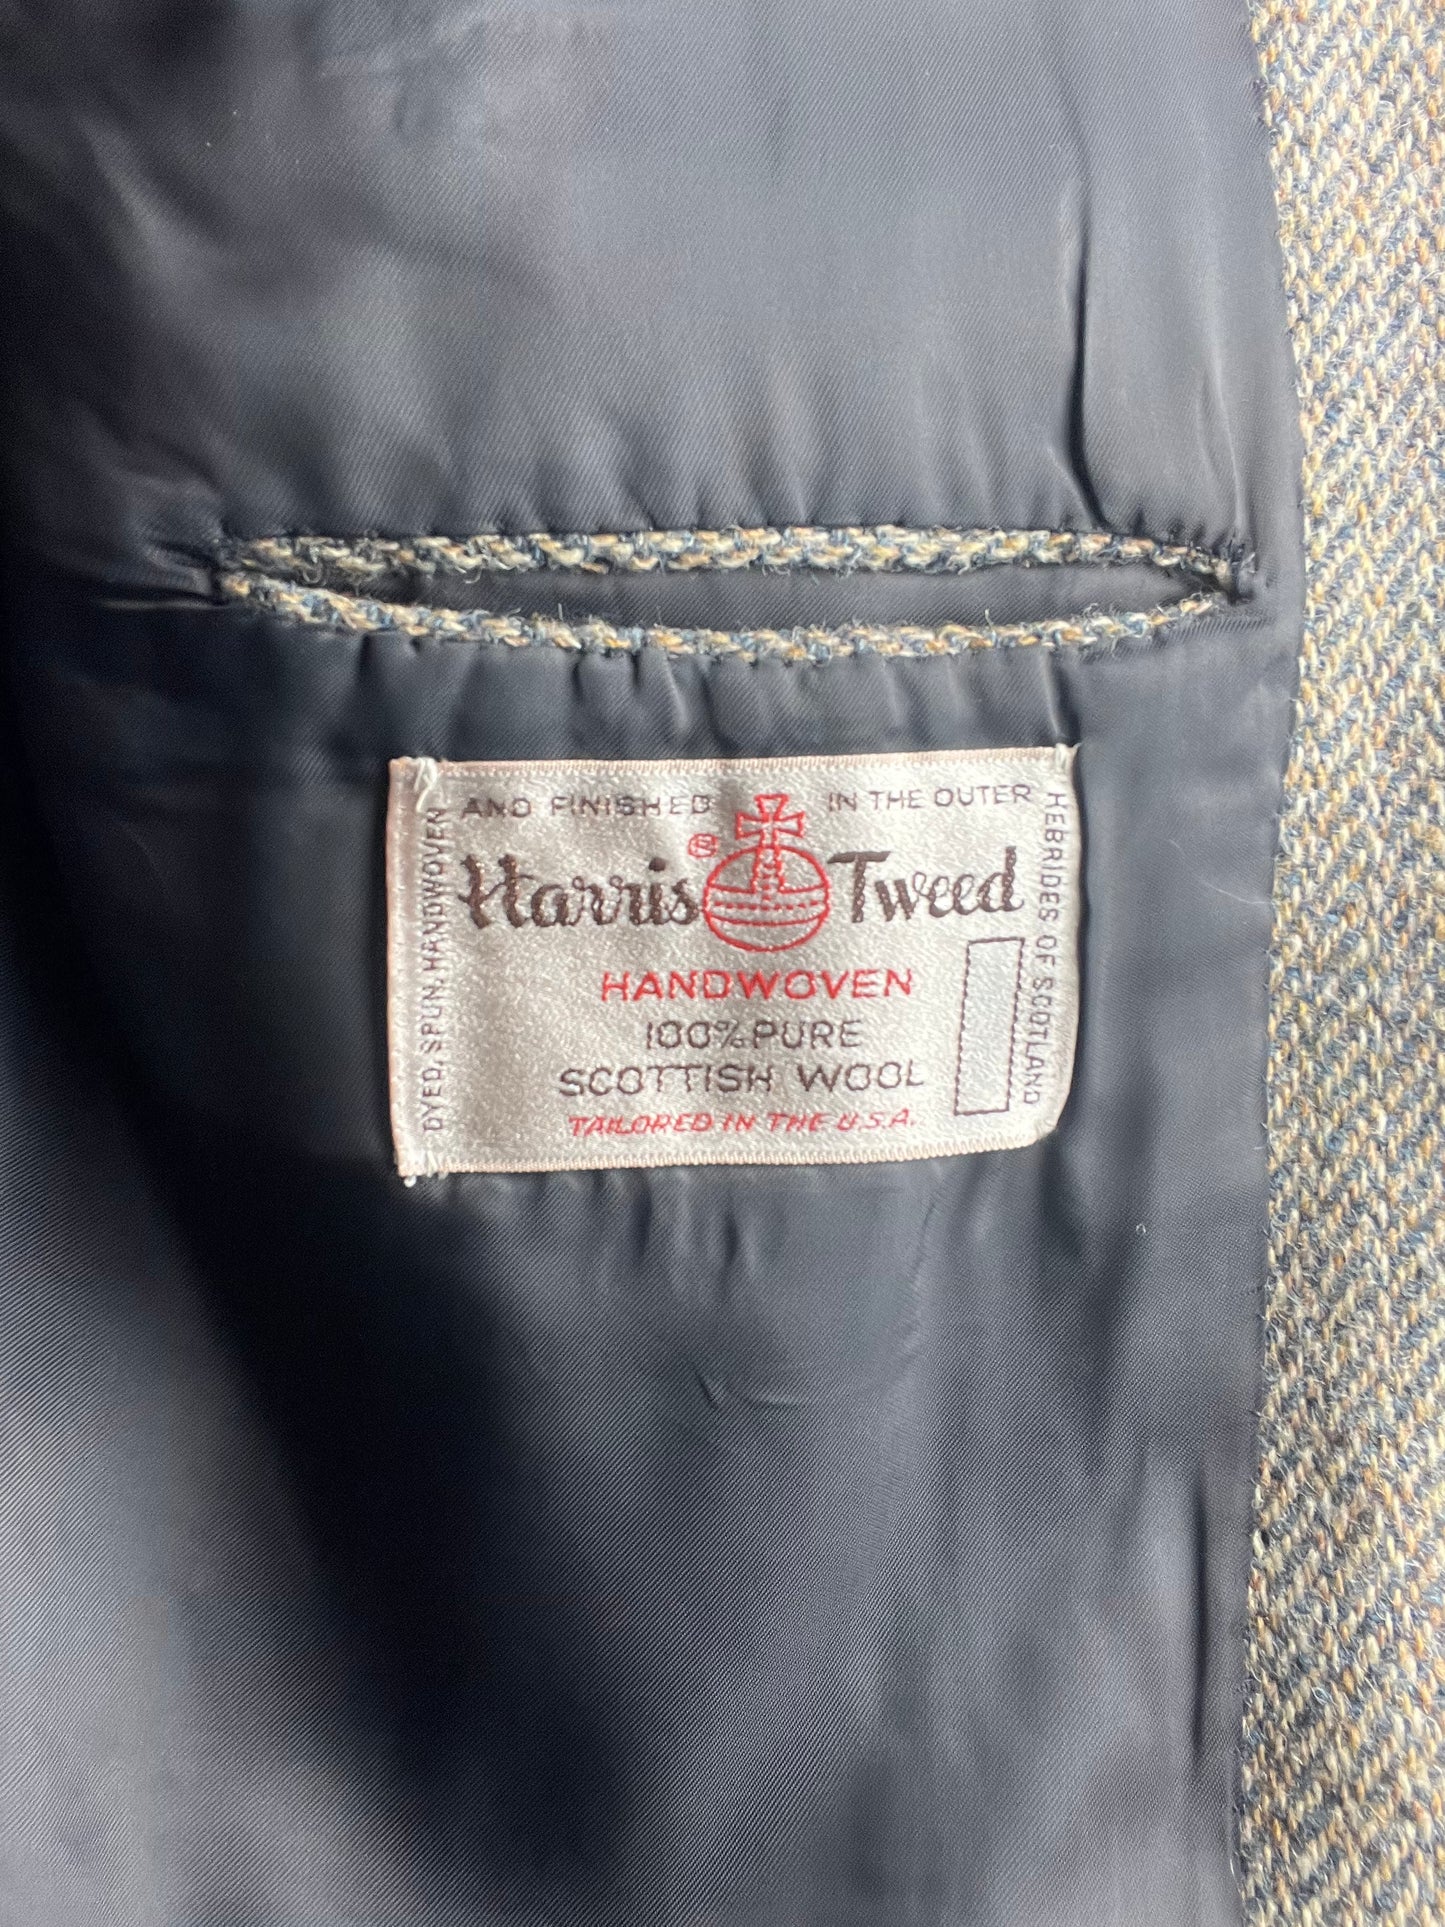 DYED, SPUN, HANDWOVEN
AND FINISHED IN THE OUTER
HEBRIDES OF SCOTLAND
Harris ® Tweed
HANDWOVEN
100% PURE
SCOTTISH WOOL
TAILORED IN THE U.S.A.